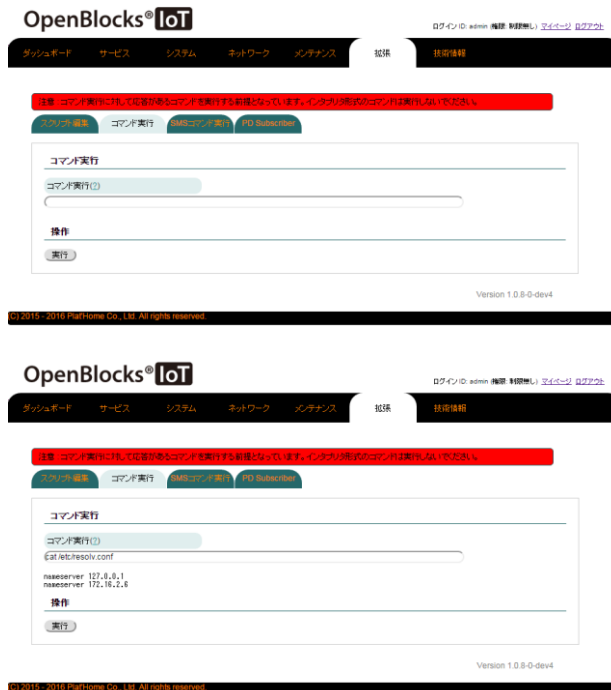 OpenBlocks® IoT
ログインID: admin (権限: 制限無し) マイページ ログアウト
ダッシュボード サービス システム ネットワーク メンテナンス 拡張 技術情報
注意: コマンド実行に対して応答があるコマンドを実行する前提となっています。インタプリタ形式のコマンドは実行しないでください。
スクリプト編集 コマンド実行 SMSコマンド実行 PD Subscriber
コマンド実行
コマンド実行(?)
操作
実行
Version 1.0.8-0-dev4
(C) 2015 - 2016 Plat'Home Co., Ltd. All rights reserved.
OpenBlocks® IoT
ログインID: admin (権限: 制限無し) マイページ ログアウト
ダッシュボード サービス システム ネットワーク メンテナンス 拡張 技術情報
注意: コマンド実行に対して応答があるコマンドを実行する前提となっています。インタプリタ形式のコマンドは実行しないでください。
スクリプト編集 コマンド実行 SMSコマンド実行 PD Subscriber
コマンド実行
コマンド実行(?)
cat /etc/resolv.conf
nameserver 127.0.0.1
nameserver 172.16.2.6
操作
実行
Version 1.0.8-0-dev4
(C) 2015 - 2016 Plat'Home Co., Ltd. All rights reserved.